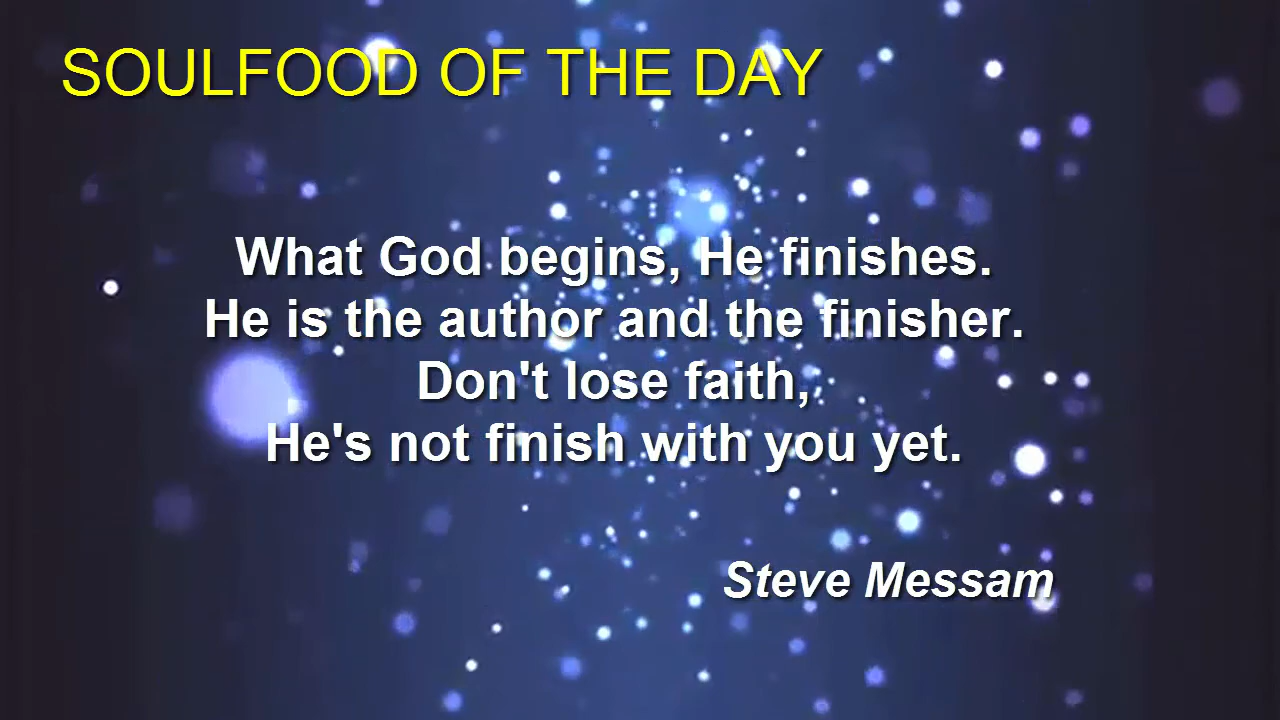 SOULFOOD OF THE DAY
What God begins, He finishes.
He is the author and the finisher.
Don't lose faith,
He's not finish with you yet.
Steve Messam